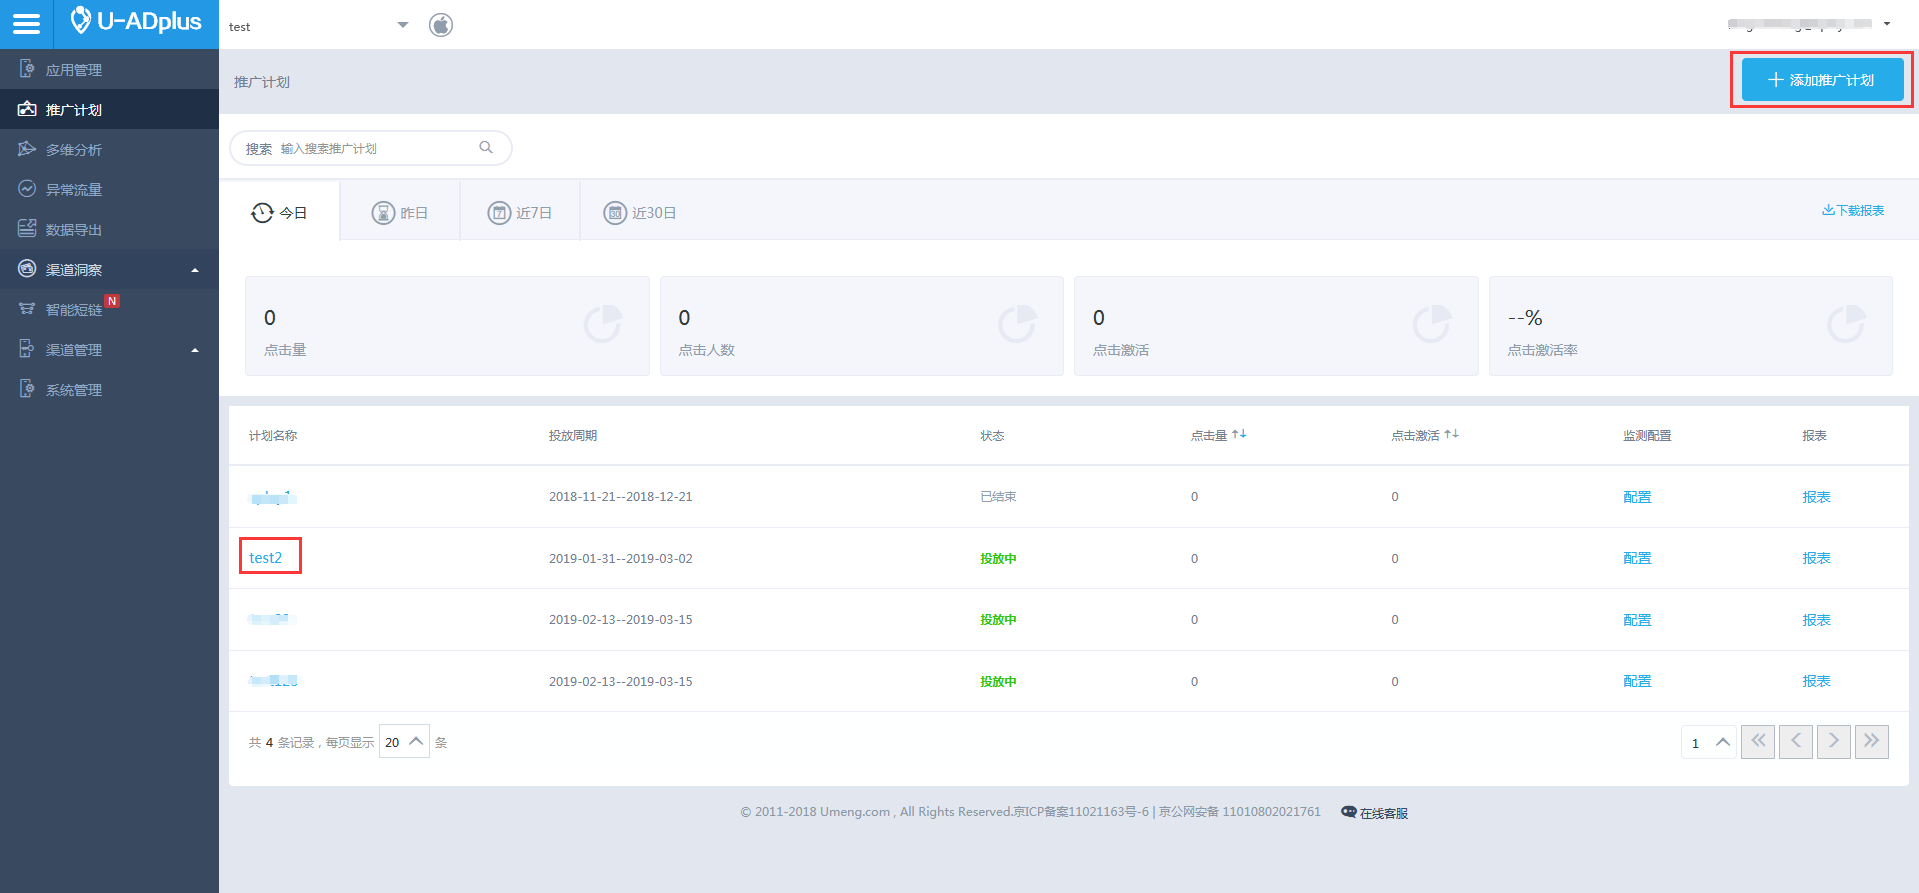 U-ADplus
test
应用管理
推广计划
多维分析
异常流量
数据导出
渠道洞察
智能短链 N
渠道管理
系统管理
推广计划
添加推广计划
搜索 输入搜索推广计划
今日
昨日
7 近7日
30 近30日
下载报表
0
点击量
0
点击人数
0
点击激活
--%
点击激活率
计划名称 投放周期 状态 点击量 点击激活 监测配置 报表
2018-11-21--2018-12-21 已结束 0 0 配置 报表
test2 2019-01-31--2019-03-02 投放中 0 0 配置 报表
2019-02-13--2019-03-15 投放中 0 0 配置 报表
2019-02-13--2019-03-15 投放中 0 0 配置 报表
共 4 条记录，每页显示 20 条
1
© 2011-2018 Umeng.com , All Rights Reserved.京ICP备案11021163号-6 | 京公网安备 11010802021761 在线客服